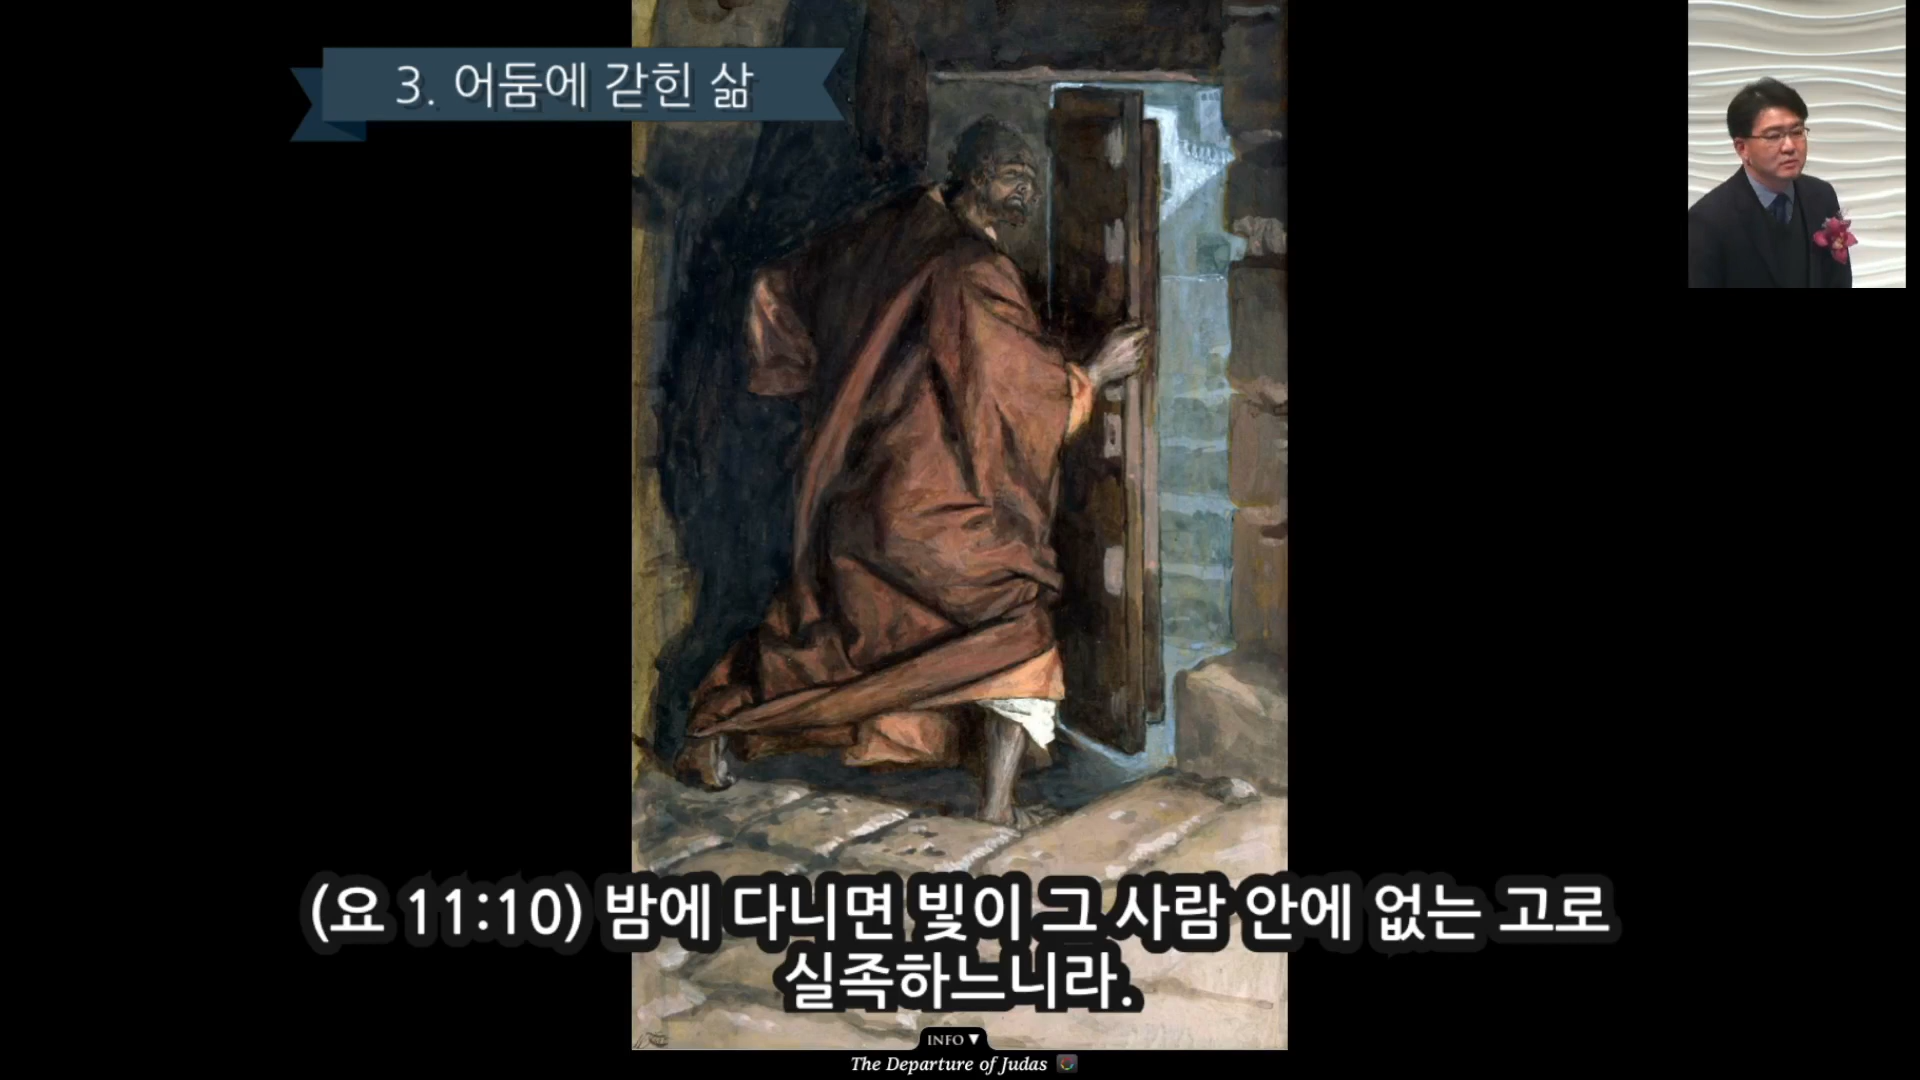 3. 어둠에 갇힌 삶
(요 11:10) 밤에 다니면 빛이 그 사람 안에 없는 고로
실족하느니라.
INFO ▼
The Departure of Judas